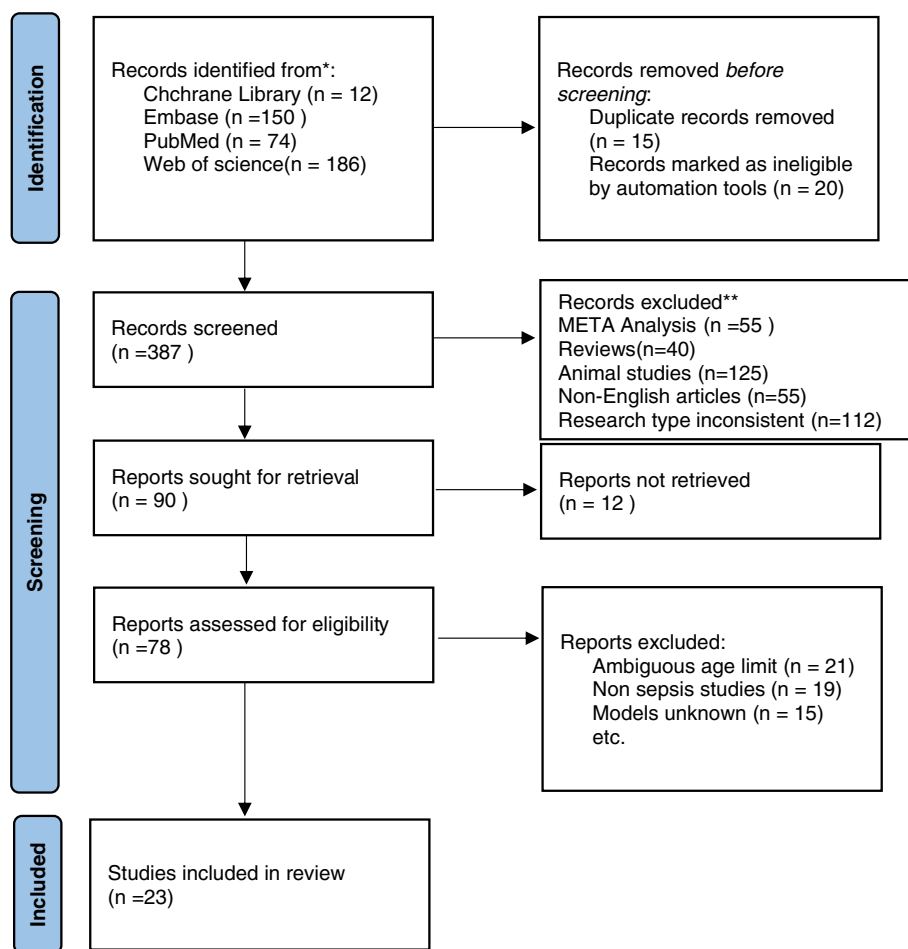 Identification
Records identified from*:
Chchrane Library (n = 12)
Embase (n =150 )
PubMed (n = 74)
Web of science(n = 186)
Records removed before
screening:
Duplicate records removed
(n = 15)
Records marked as ineligible
by automation tools (n = 20)
Screening
Records screened
(n =387 )
Records excluded**
META Analysis (n =55 )
Reviews(n=40)
Animal studies (n=125)
Non-English articles (n=55)
Research type inconsistent (n=112)
Reports sought for retrieval
(n = 90)
Reports not retrieved
(n = 12 )
Reports assessed for eligibility
(n =78 )
Reports excluded:
Ambiguous age limit (n = 21)
Non sepsis studies (n = 19)
Models unknown (n = 15)
etc.
Included
Studies included in review
(n =23)